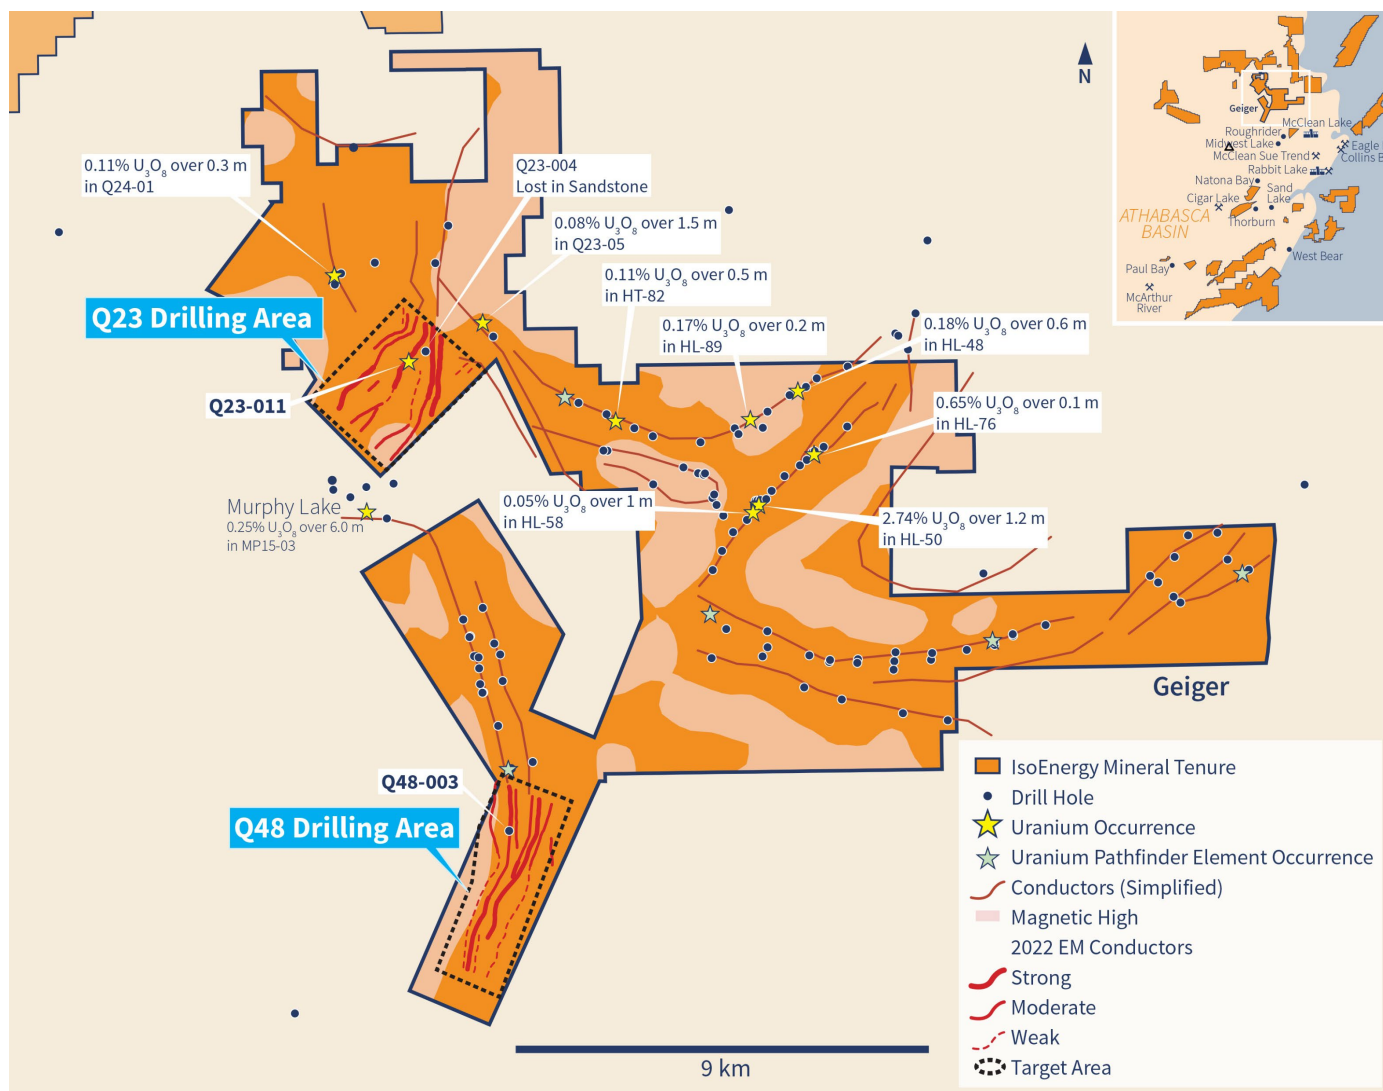 0.11% U₃O₈ over 0.3 m
in Q24-01
Q23-004
Lost in Sandstone
0.08% U₃O₈ over 1.5 m
in Q23-05
0.11% U₃O₈ over 0.5 m
in HT-82
0.17% U₃O₈ over 0.2 m
in HL-89
0.18% U₃O₈ over 0.6 m
in HL-48
0.65% U₃O₈ over 0.1 m
in HL-76
Q23 Drilling Area
Q23-011
Murphy Lake
0.25% U₃O₈ over 6.0 m
in MP15-03
0.05% U₃O₈ over 1 m
in HL-58
2.74% U₃O₈ over 1.2 m
in HL-50
Geiger
Q48-003
Q48 Drilling Area
9 km
N
Geiger
McClean Lake
Roughrider
Midwest Lake
Eagle
Collins B
McClean Sue Trend
Rabbit Lake
Natona Bay
Sand
Lake
Cigar Lake
Thorburn
ATHABASCA
BASIN
West Bear
Paul Bay
McArthur
River
IsoEnergy Mineral Tenure
Drill Hole
Uranium Occurrence
Uranium Pathfinder Element Occurrence
Conductors (Simplified)
Magnetic High
2022 EM Conductors
Strong
Moderate
Weak
Target Area